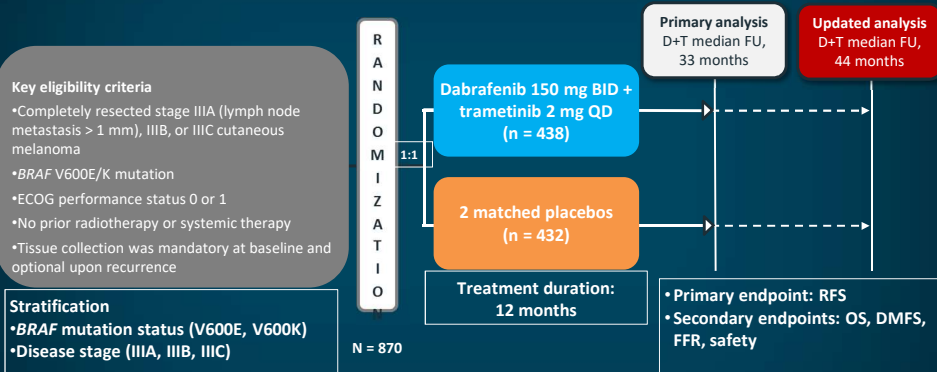 Primary analysis
D+T median FU,
33 months
Updated analysis
D+T median FU,
44 months
Key eligibility criteria
•Completely resected stage IIIA (lymph node
metastasis > 1 mm), IIIB, or IIIC cutaneous
melanoma
•BRAF V600E/K mutation
•ECOG performance status 0 or 1
•No prior radiotherapy or systemic therapy
•Tissue collection was mandatory at baseline and
optional upon recurrence
R
A
N
D
O
M
I
Z
A
T
I
O
N
1:1
Dabrafenib 150 mg BID +
trametinib 2 mg QD
(n = 438)
2 matched placebos
(n = 432)
Stratification
•BRAF mutation status (V600E, V600K)
•Disease stage (IIIA, IIIB, IIIC)
N = 870
Treatment duration:
12 months
• Primary endpoint: RFS
• Secondary endpoints: OS, DMFS,
FFR, safety